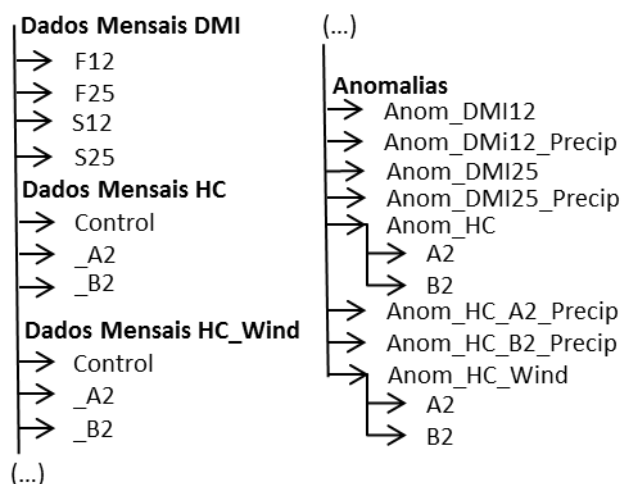 Dados Mensais DMI
F12
F25
S12
S25
Dados Mensais HC
Control
_A2
_B2
Dados Mensais HC_Wind
Control
_A2
_B2
(...)
(...)
Anomalias
Anom_DMI12
Anom_DMi12_Precip
Anom_DMI25
Anom_DMI25_Precip
Anom_HC
A2
B2
Anom_HC_A2_Precip
Anom_HC_B2_Precip
Anom_HC_Wind
A2
B2